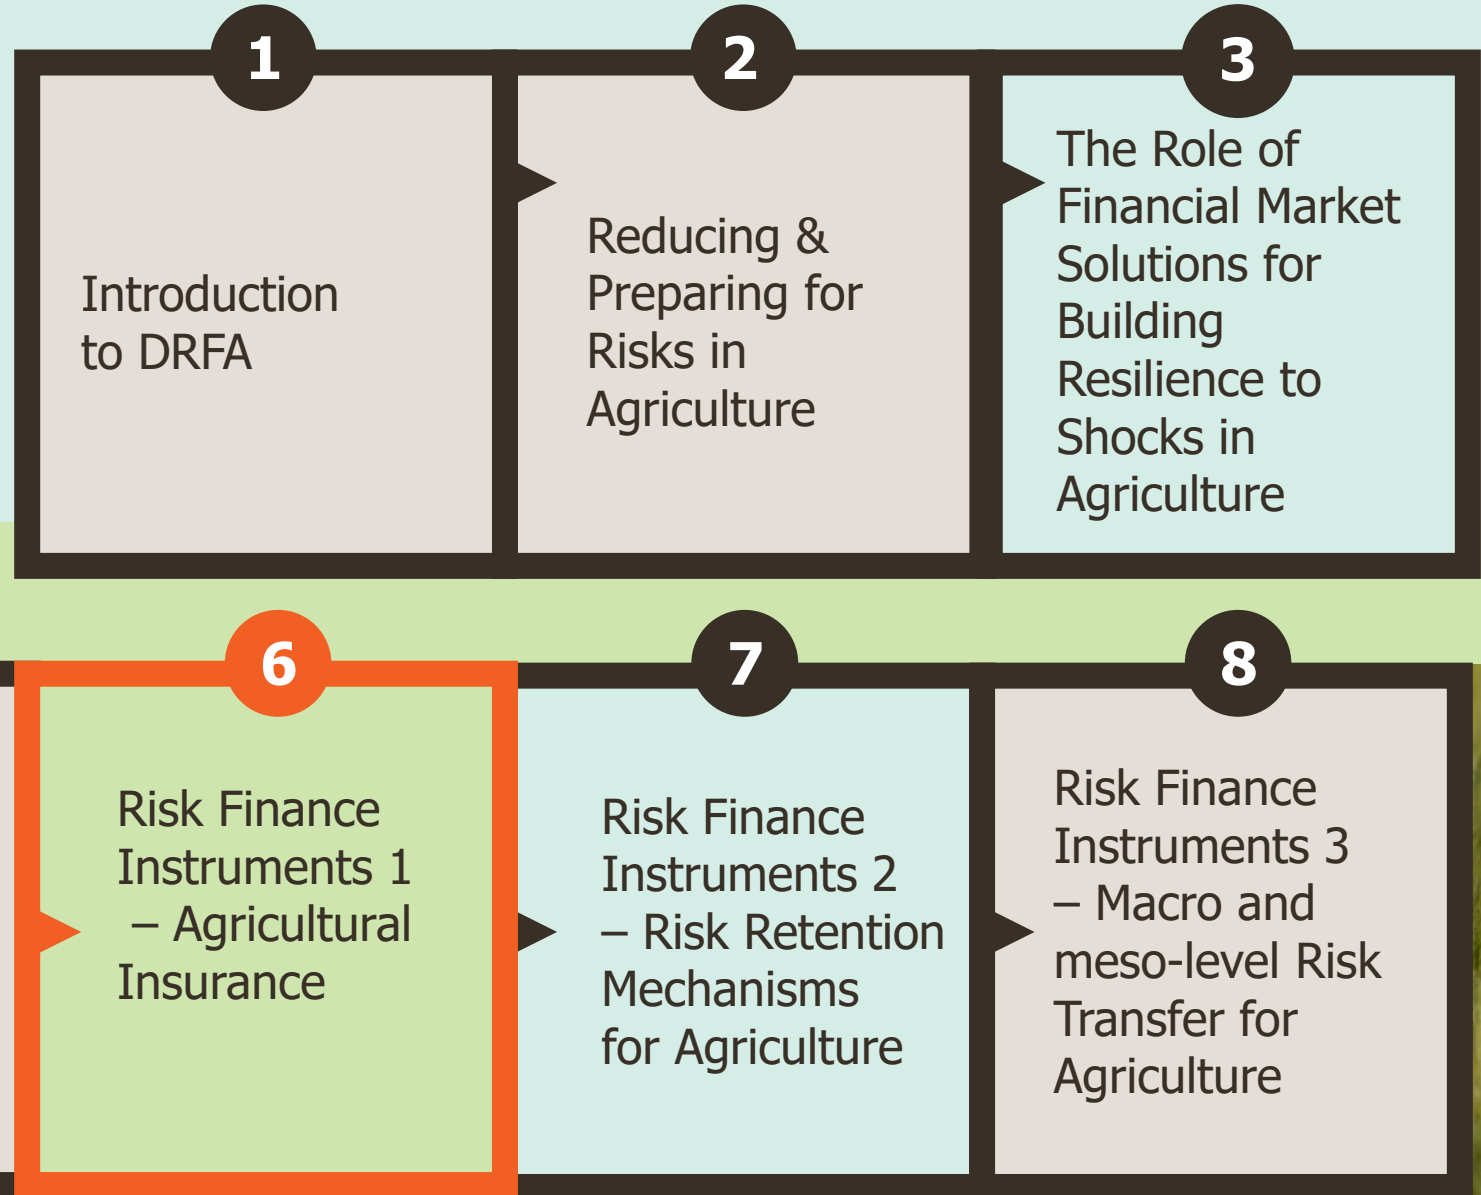 1
Introduction
to DRFA
2
Reducing &
Preparing for
Risks in
Agriculture
3
The Role of
Financial Market
Solutions for
Building
Resilience to
Shocks in
Agriculture
6
Risk Finance
Instruments 1
– Agricultural
Insurance
7
Risk Finance
Instruments 2
– Risk Retention
Mechanisms
for Agriculture
8
Risk Finance
Instruments 3
– Macro and
meso-level Risk
Transfer for
Agriculture